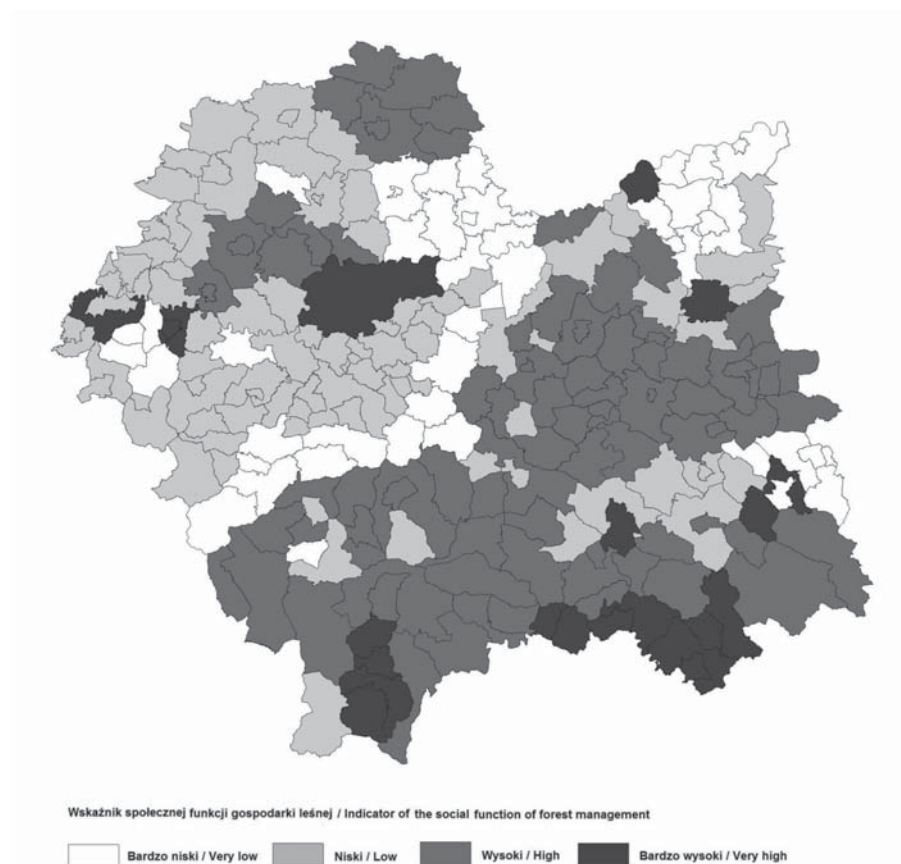 Wskaźnik społecznej funkcji gospodarki leśnej / Indicator of the social function of forest management
Bardzo niski / Very low Niski / Low Wysoki / High Bardzo wysoki / Very high